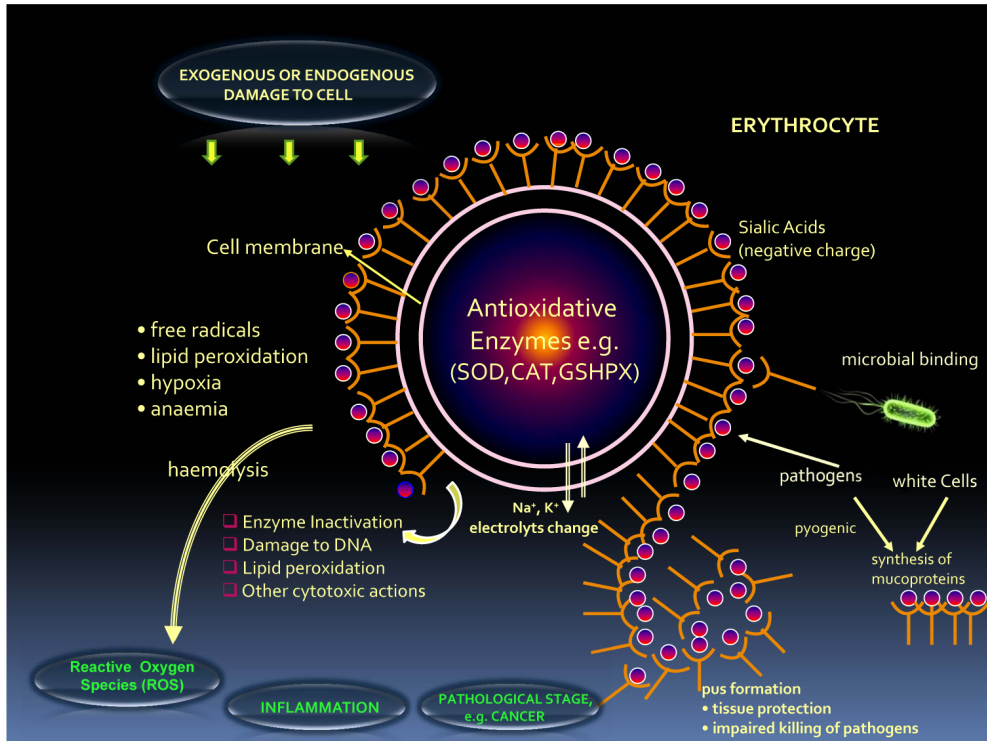 EXOGENOUS OR ENDOGENOUS
DAMAGE TO CELL
ERYTHROCYTE
Sialic Acids
(negative charge)
Cell membrane
Antioxidative
Enzymes e.g.
(SOD,CAT,GSHPX)
• free radicals
• lipid peroxidation
• hypoxia
• anaemia
microbial binding
haemolysis
pathogens
white Cells
Na⁺, K⁺
electrolyts change
❑ Enzyme Inactivation
❑ Damage to DNA
❑ Lipid peroxidation
❑ Other cytotoxic actions
pyogenic
synthesis of
mucoproteins
Reactive Oxygen
Species (ROS)
INFLAMMATION
PATHOLOGICAL STAGE,
e.g. CANCER
pus formation
• tissue protection
• impaired killing of pathogens